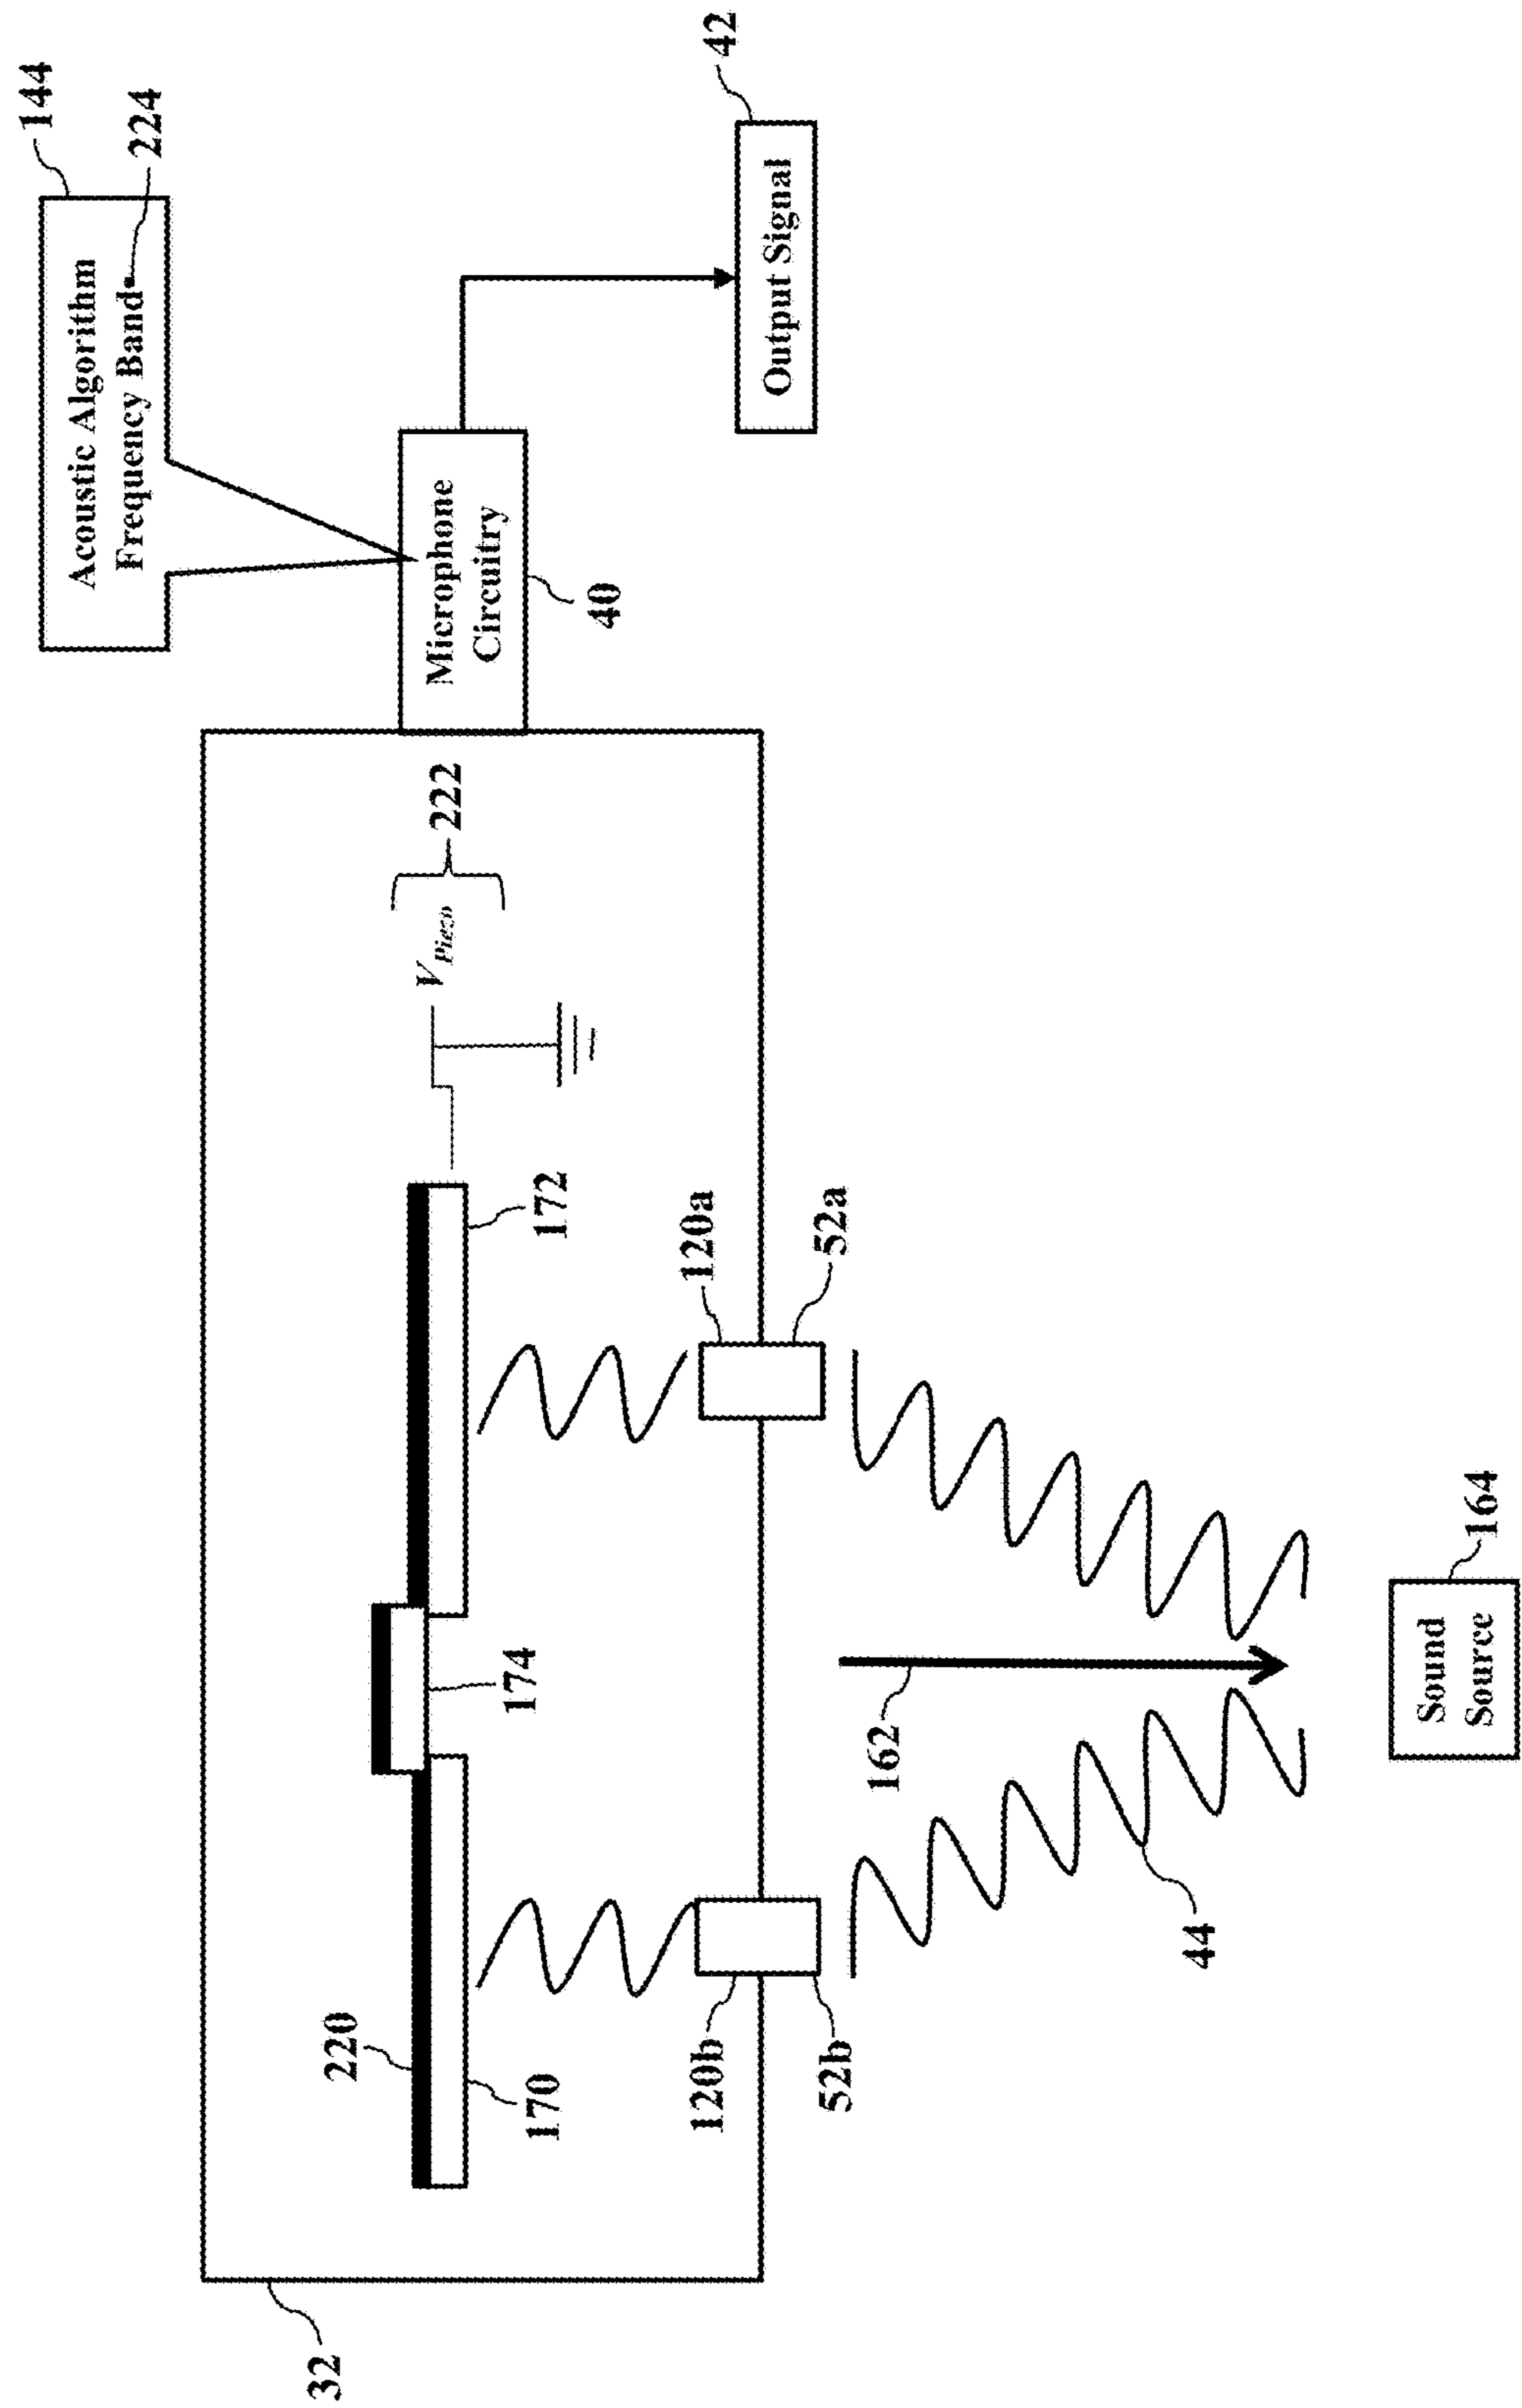 144
Acoustic Algorithm
Frequency Band 224
32
220
V Piezo 222
Microphone
Circuitry
40
170
174
172
120b
120a
42
Output Signal
52b
52a
162
44
Sound
Source
164